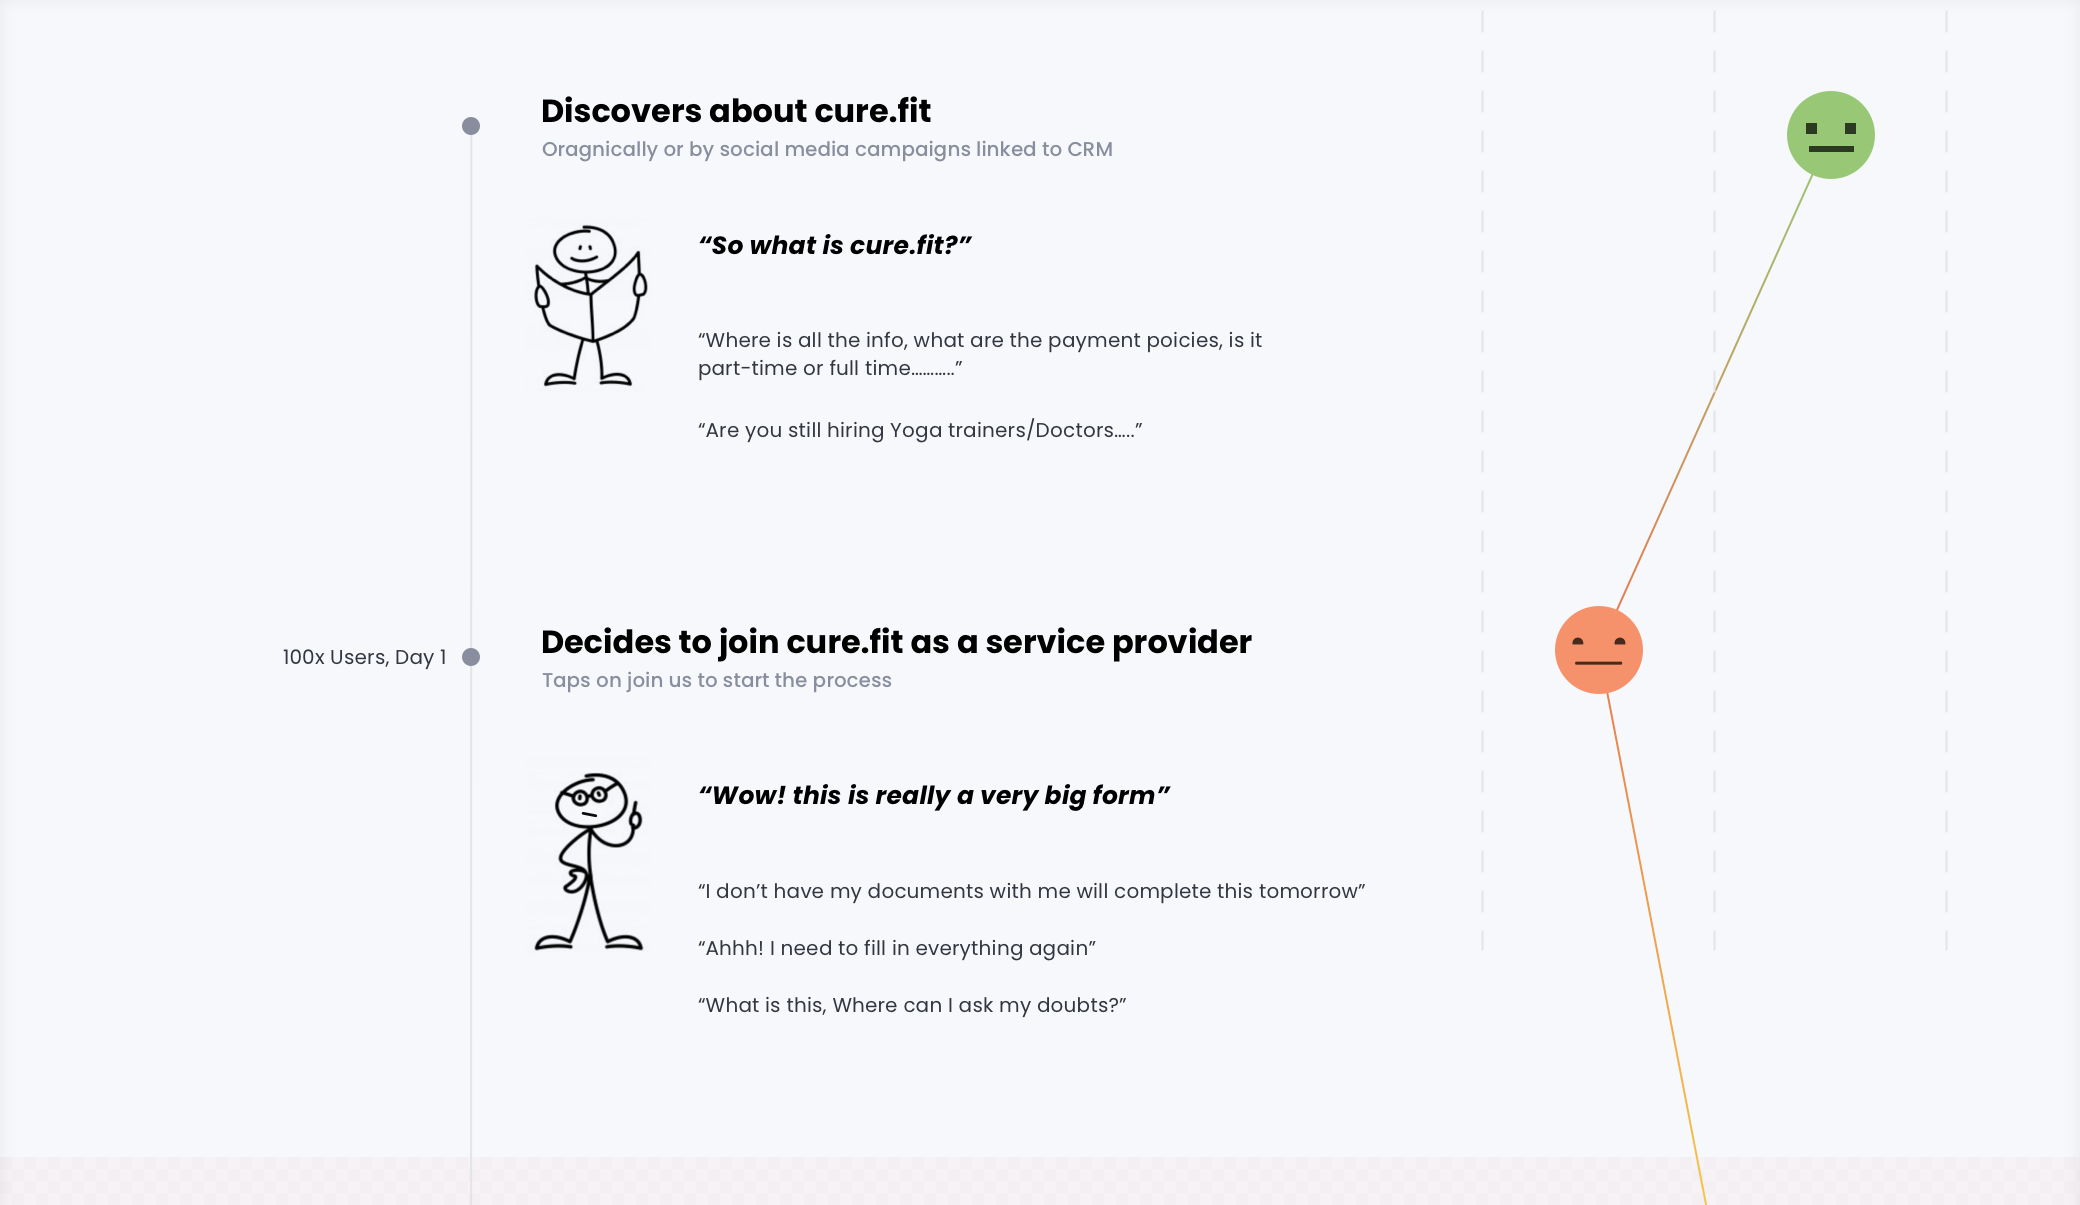 Discovers about cure.fit
Oragnically or by social media campaigns linked to CRM
“So what is cure.fit?”
“Where is all the info, what are the payment poicies, is it
part-time or full time...........”
“Are you still hiring Yoga trainers/Doctors.....”
100x Users, Day 1
Decides to join cure.fit as a service provider
Taps on join us to start the process
“Wow! this is really a very big form”
“I don’t have my documents with me will complete this tomorrow”
“Ahhh! I need to fill in everything again”
“What is this, Where can I ask my doubts?”